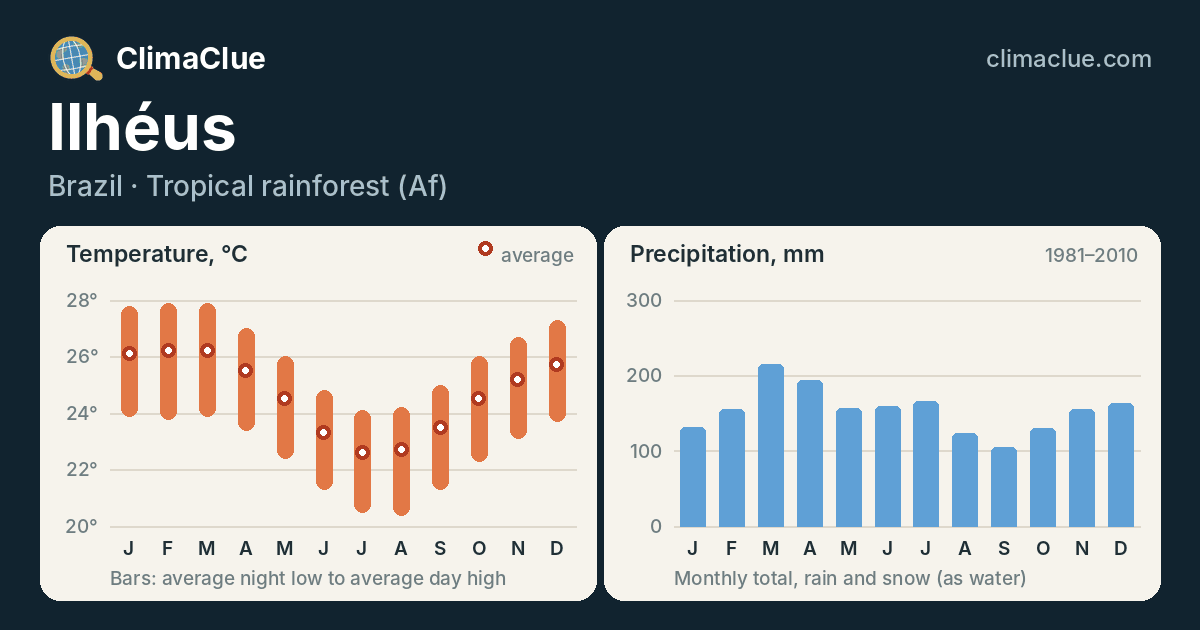 ClimaClue
climaclue.com
Ilhéus
Brazil · Tropical rainforest (Af)
Temperature, °C
average
28°
26°
24°
22°
20°
J F M A M J J A S O N D
Bars: average night low to average day high
Precipitation, mm
1981–2010
300
200
100
0
J F M A M J J A S O N D
Monthly total, rain and snow (as water)